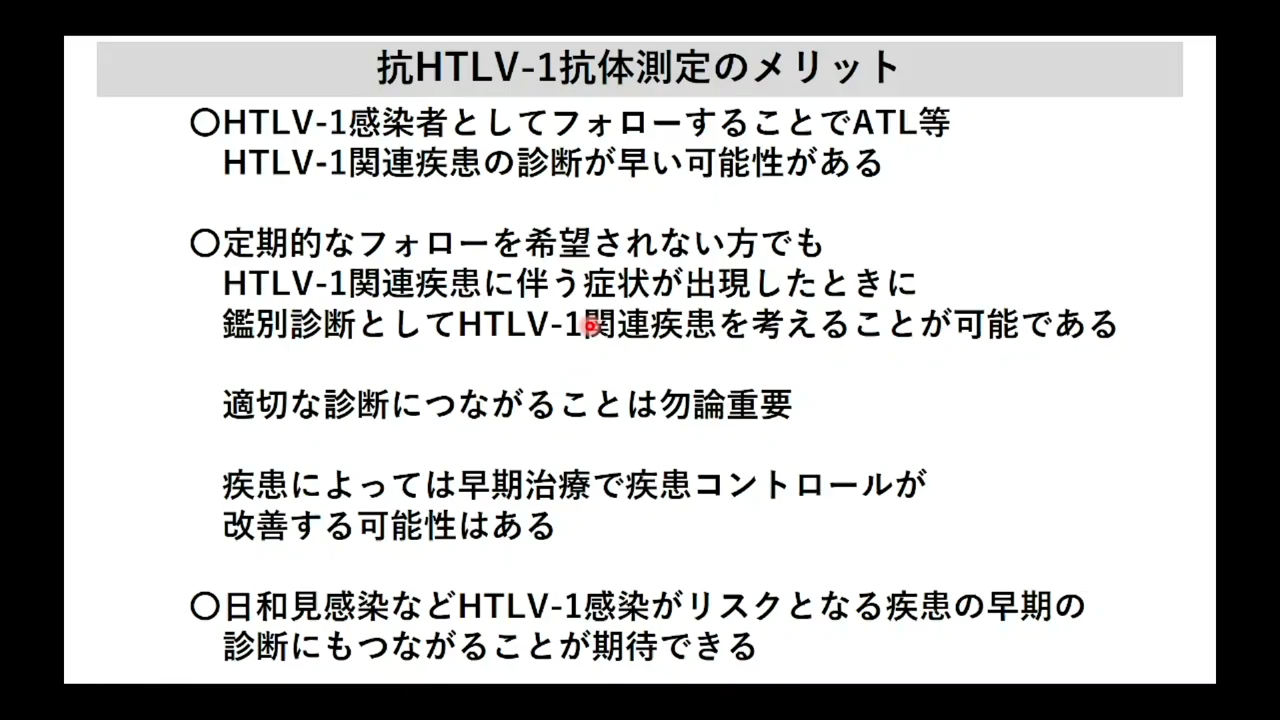 抗HTLV-1抗体測定のメリット
〇HTLV-1感染者としてフォローすることでATL等
HTLV-1関連疾患の診断が早い可能性がある
〇定期的なフォローを希望されない方でも
HTLV-1関連疾患に伴う症状が出現したときに
鑑別診断としてHTLV-1関連疾患を考えることが可能である
適切な診断につながることは勿論重要
疾患によっては早期治療で疾患コントロールが
改善する可能性はある
〇日和見感染などHTLV-1感染がリスクとなる疾患の早期の
診断にもつながることが期待できる